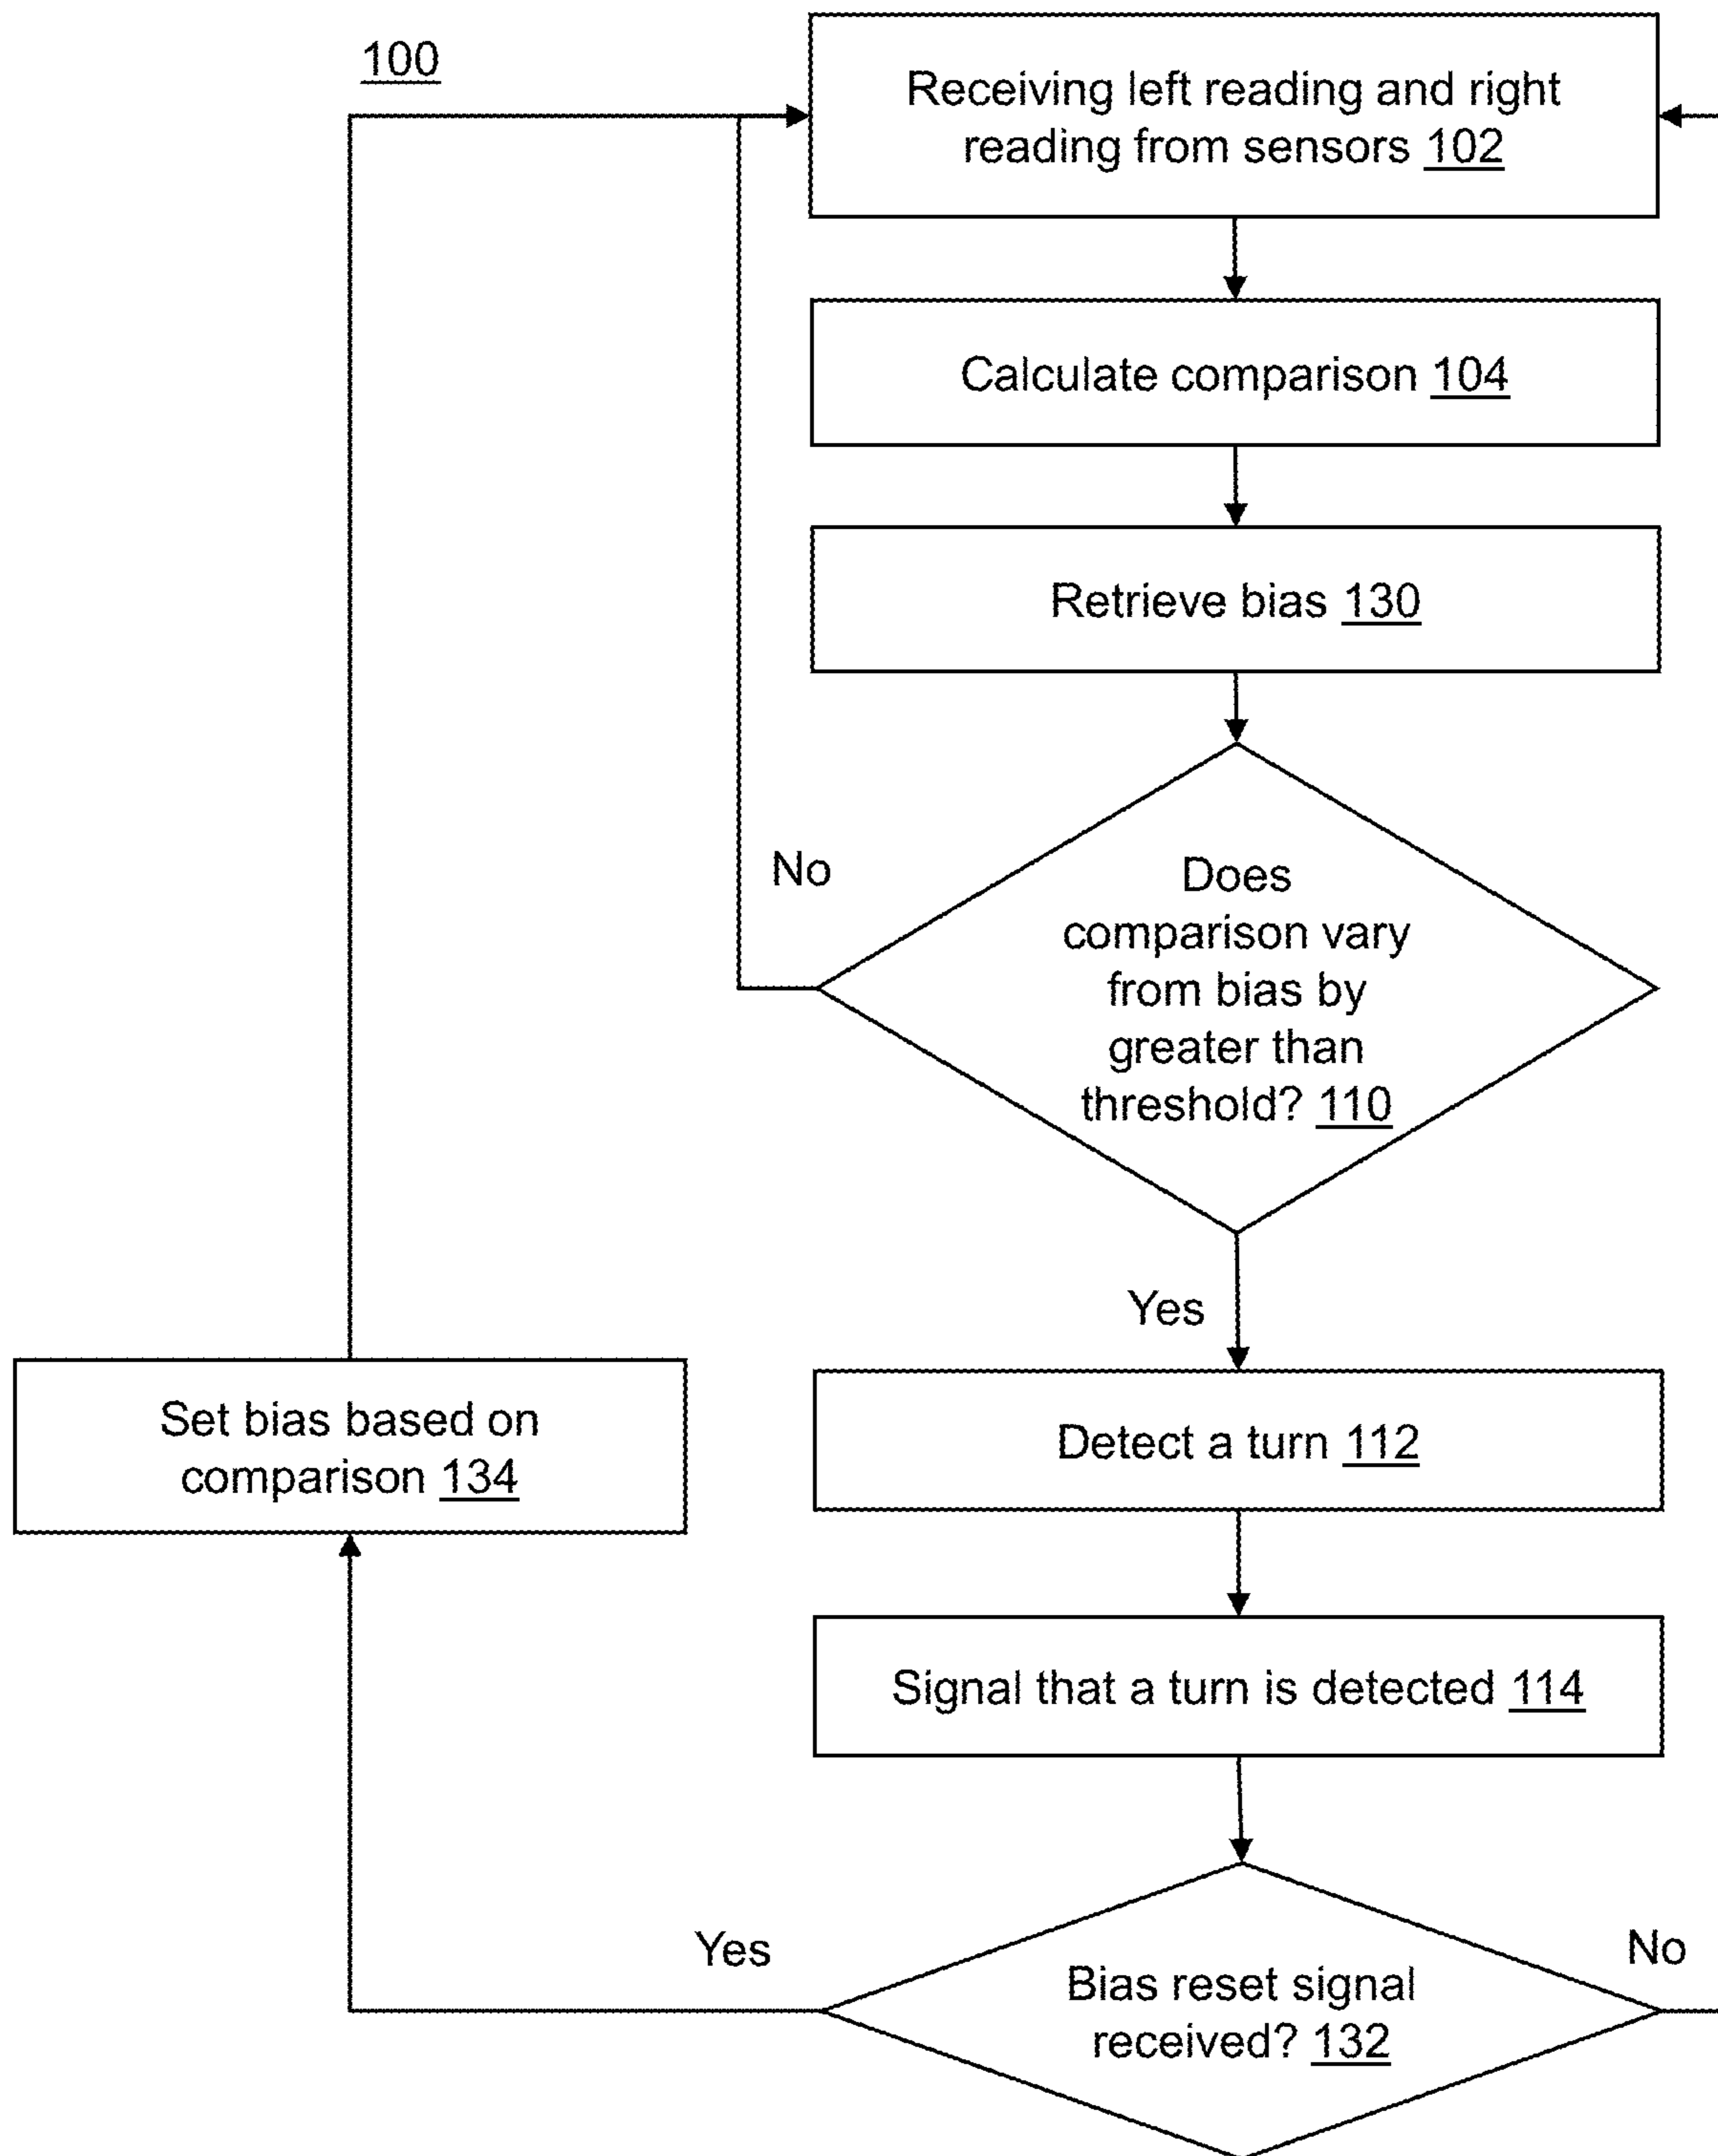 100
Receiving left reading and right
reading from sensors 102
Calculate comparison 104
Retrieve bias 130
No
Does
comparison vary
from bias by
greater than
threshold? 110
Yes
Set bias based on
comparison 134
Detect a turn 112
Signal that a turn is detected 114
Yes
No
Bias reset signal
received? 132